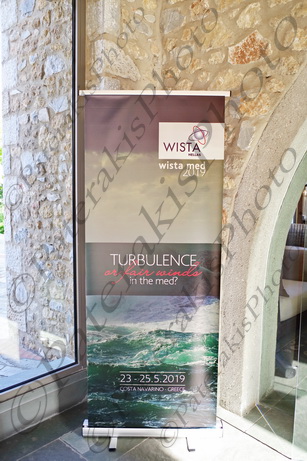 WISTA
HELLAS
wista med
2019
TURBULENCE
or fair winds
in the med?
23 - 25.5.2019
COSTA NAVARINO - GREECE